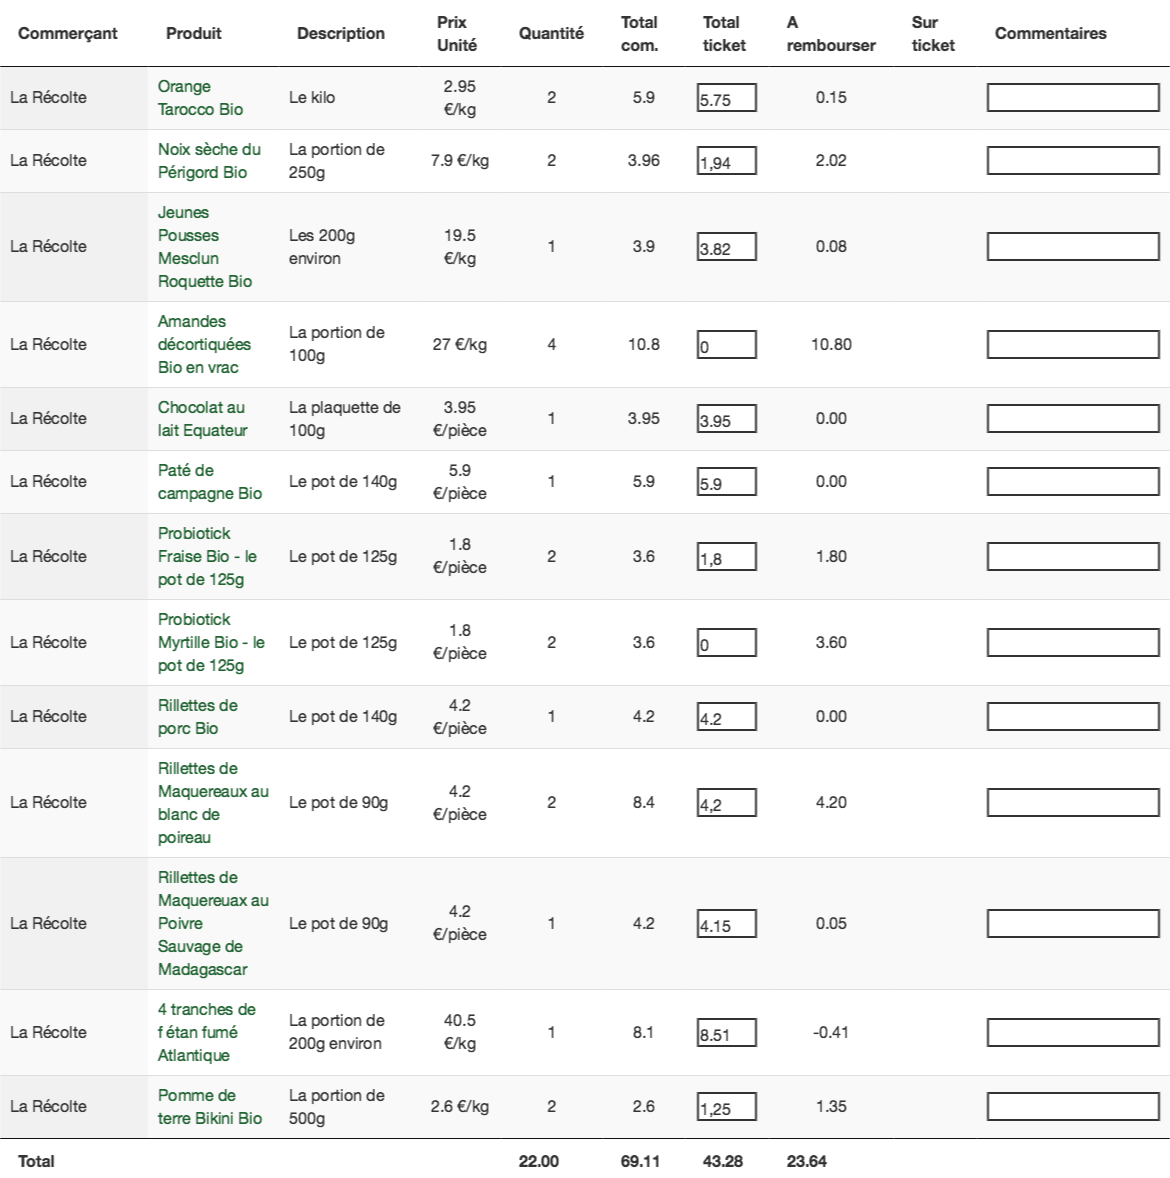 Commerçant Produit Description Prix Unité Quantité Total com. Total ticket A rembourser Sur ticket Commentaires
La Récolte Orange Tarocco Bio Le kilo 2.95 €/kg 2 5.9 5.75 0.15
La Récolte Noix sèche du Périgord Bio La portion de 250g 7.9 €/kg 2 3.96 1,94 2.02
La Récolte Jeunes Pousses Mesclun Roquette Bio Les 200g environ 19.5 €/kg 1 3.9 3.82 0.08
La Récolte Amandes décortiquées Bio en vrac La portion de 100g 27 €/kg 4 10.8 0 10.80
La Récolte Chocolat au lait Equateur La plaquette de 100g 3.95 €/pièce 1 3.95 3.95 0.00
La Récolte Paté de campagne Bio Le pot de 140g 5.9 €/pièce 1 5.9 5.9 0.00
La Récolte Probiotick Fraise Bio - le pot de 125g Le pot de 125g 1.8 €/pièce 2 3.6 1,8 1.80
La Récolte Probiotick Myrtille Bio - le pot de 125g Le pot de 125g 1.8 €/pièce 2 3.6 0 3.60
La Récolte Rillettes de porc Bio Le pot de 140g 4.2 €/pièce 1 4.2 4.2 0.00
La Récolte Rillettes de Maquereaux au blanc de poireau Le pot de 90g 4.2 €/pièce 2 8.4 4,2 4.20
La Récolte Rillettes de Maquereuax au Poivre Sauvage de Madagascar Le pot de 90g 4.2 €/pièce 1 4.2 4.15 0.05
La Récolte 4 tranches de f étan fumé Atlantique La portion de 200g environ 40.5 €/kg 1 8.1 8.51 -0.41
La Récolte Pomme de terre Bikini Bio La portion de 500g 2.6 €/kg 2 2.6 1,25 1.35
Total 22.00 69.11 43.28 23.64